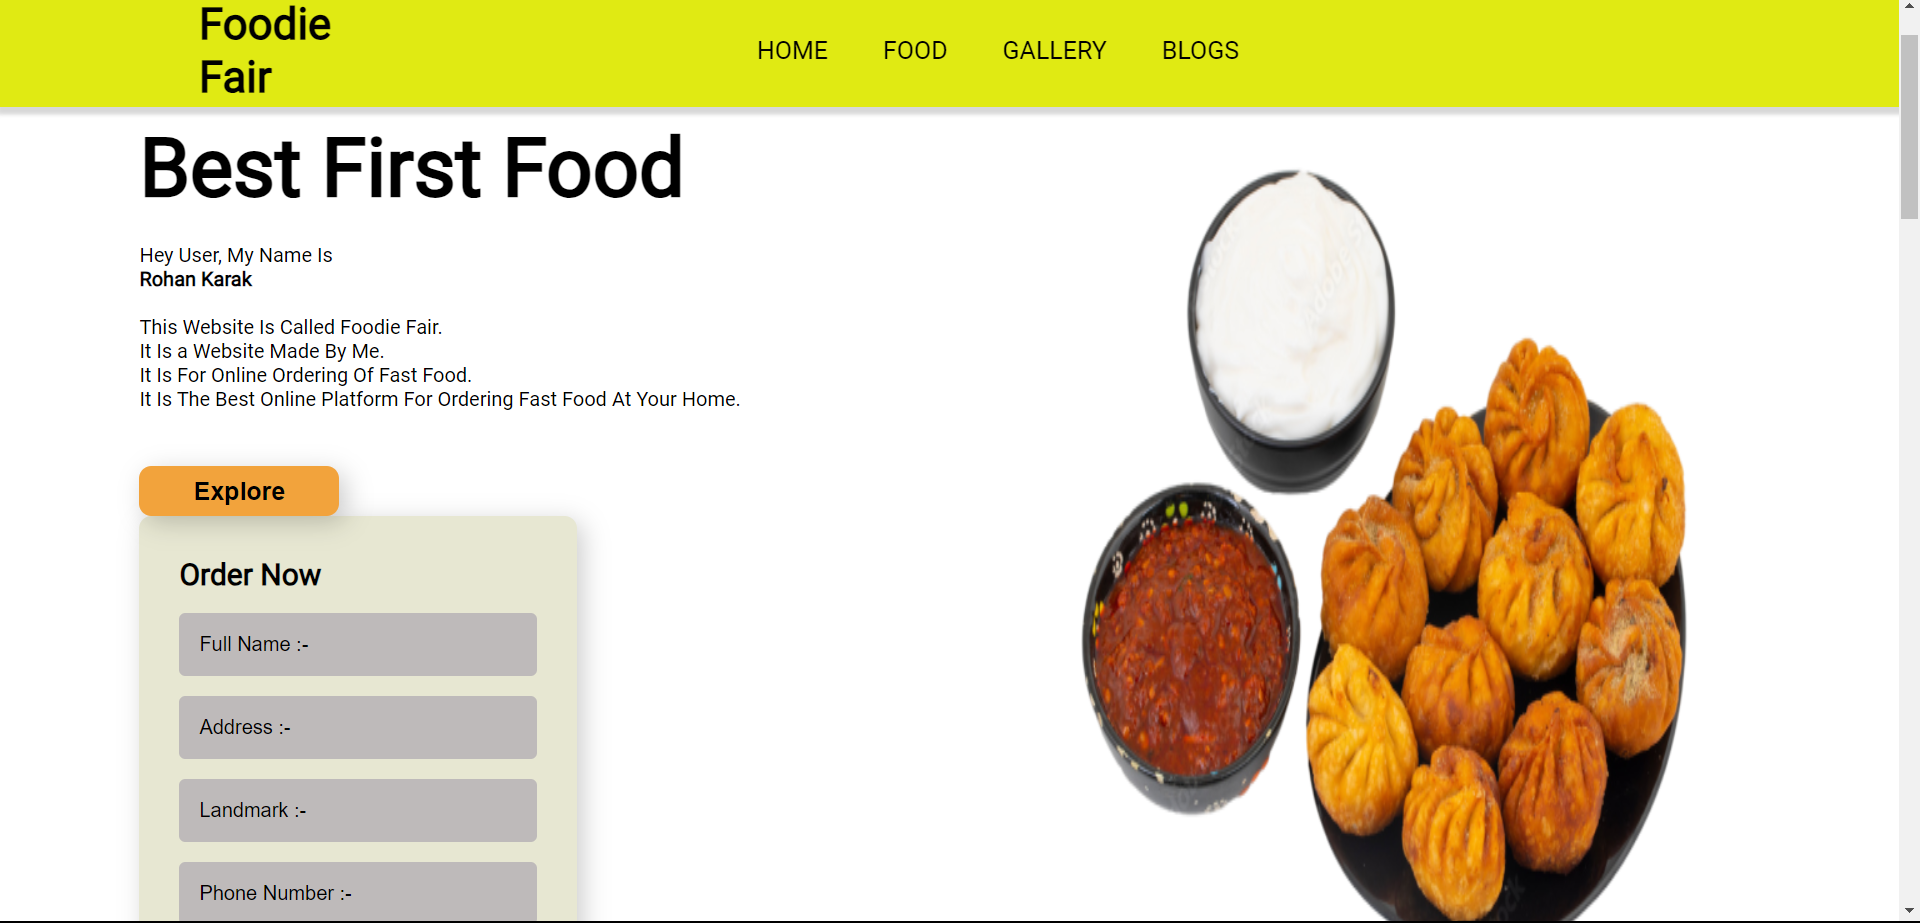 Foodie
Fair
HOME FOOD GALLERY BLOGS
Best First Food
Hey User, My Name Is
Rohan Karak
This Website Is Called Foodie Fair.
It Is a Website Made By Me.
It Is For Online Ordering Of Fast Food.
It Is The Best Online Platform For Ordering Fast Food At Your Home.
Explore
Order Now
Full Name :-
Address :-
Landmark :-
Phone Number :-